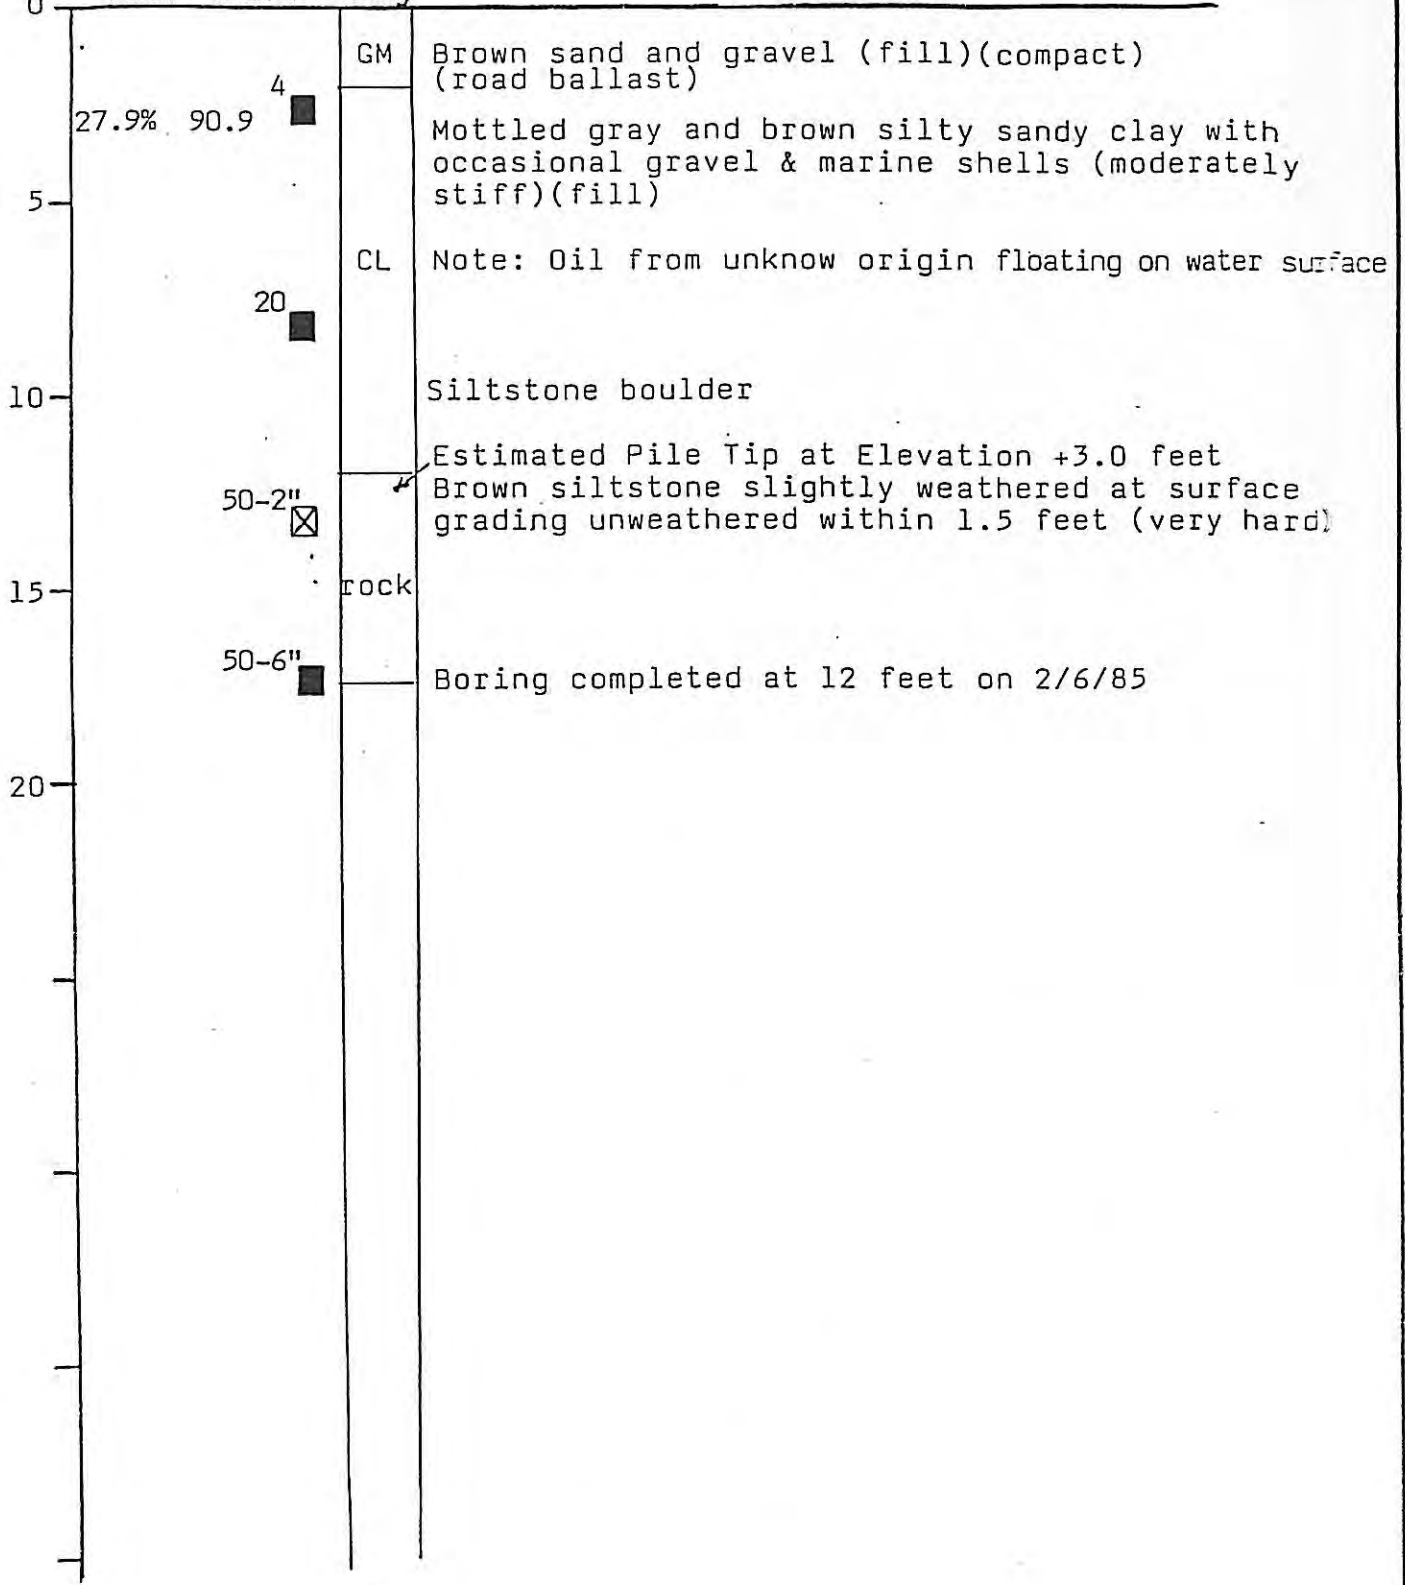 0
GM Brown sand and gravel (fill)(compact)
(road ballast)
4
27.9% 90.9
Mottled gray and brown silty sandy clay with
occasional gravel & marine shells (moderately
stiff)(fill)
5
CL Note: Oil from unknow origin floating on water surface
20
10
Siltstone boulder
Estimated Pile Tip at Elevation +3.0 feet
50-2" Brown siltstone slightly weathered at surface
grading unweathered within 1.5 feet (very hard)
15 rock
50-6" Boring completed at 12 feet on 2/6/85
20